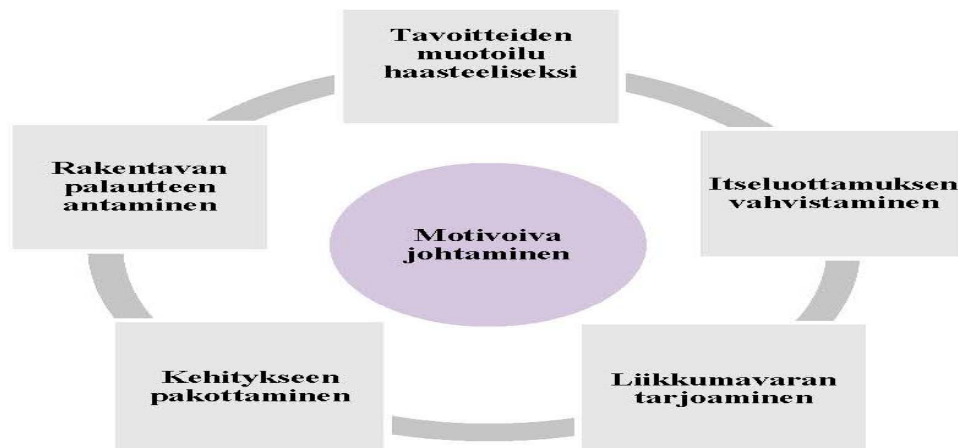 Tavoitteiden
muotoilu
haasteeliseksi
Rakentavan
palautteen
antaminen
Itseluottamuksen
vahvistaminen
Motivoiva
johtaminen
Kehitykseen
pakottaminen
Liikkumavaran
tarjoaminen